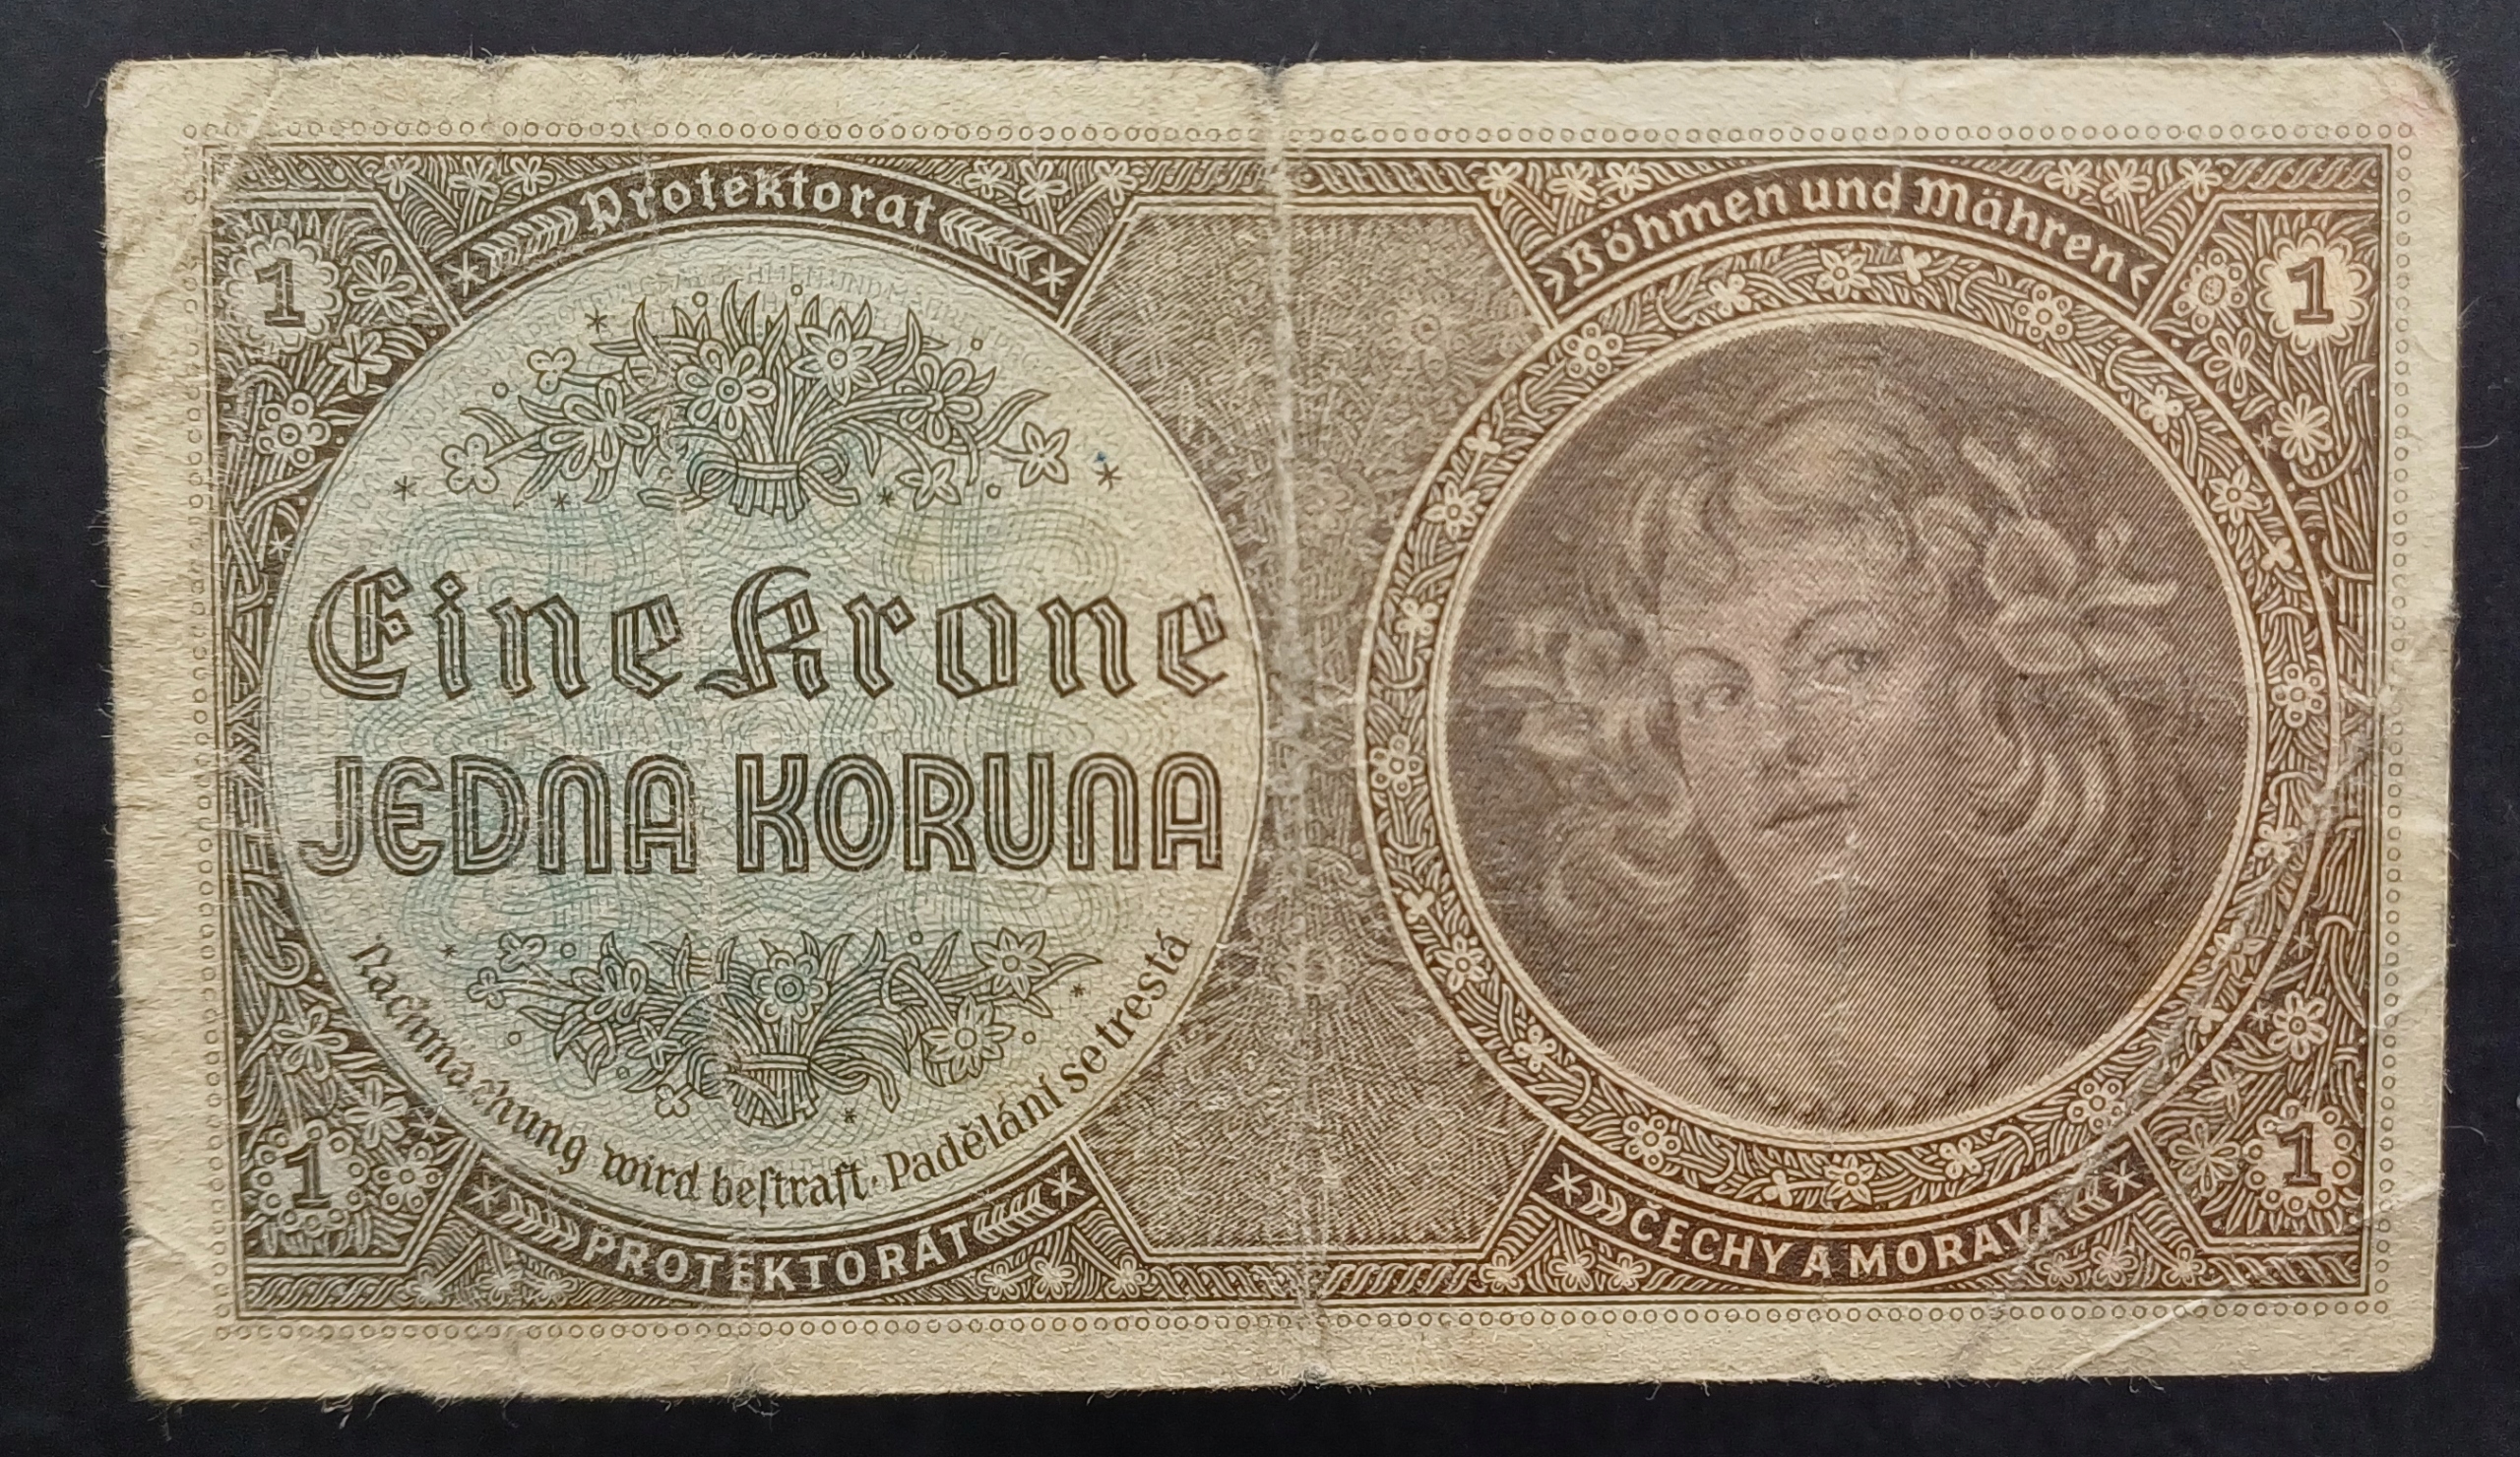 Protektorat
Böhmen und Mähren
1
1
Eine Krone
JEDNA KORUNA
Nachmachung wird bestraft · Padělání se trestá
1
1
PROTEKTORÁT
ČECHY A MORAVA